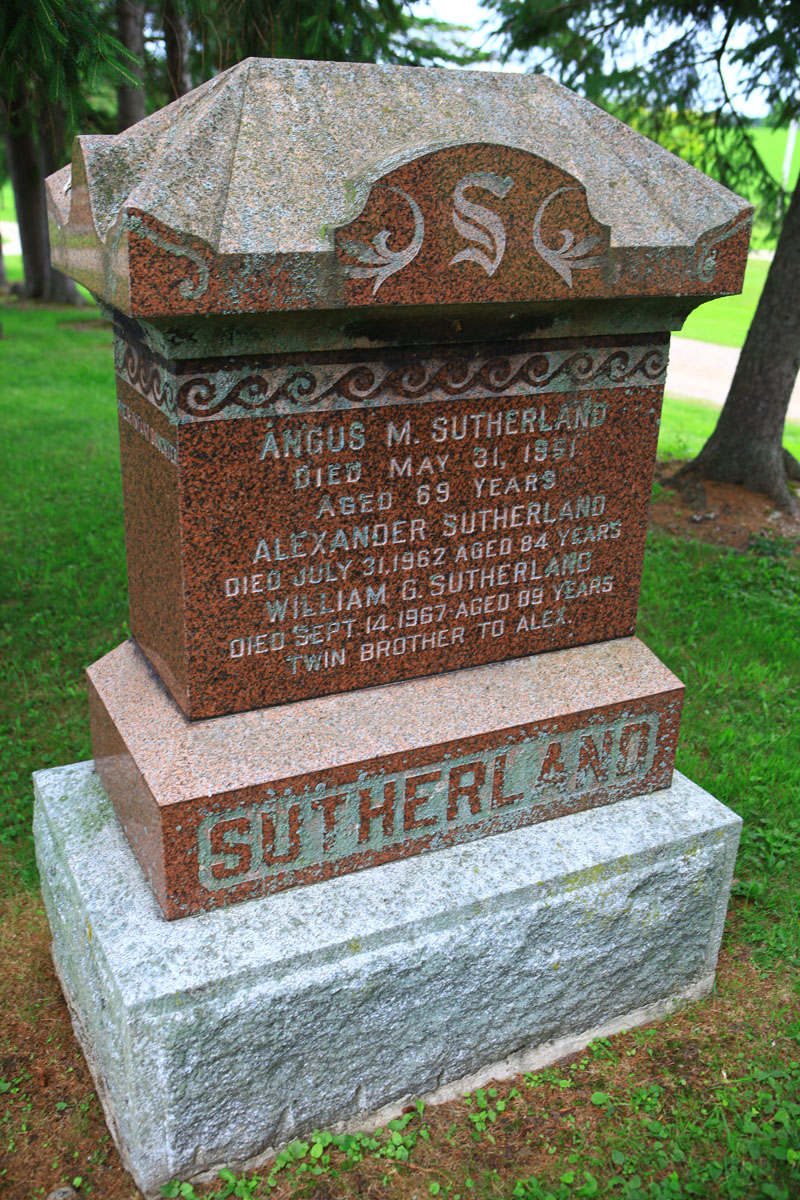 S
ANGUS M. SUTHERLAND
DIED MAY 31, 1951
AGED 69 YEARS
ALEXANDER SUTHERLAND
DIED JULY 31, 1962 AGED 84 YEARS
WILLIAM G. SUTHERLAND
DIED SEPT. 14, 1967 AGED 89 YEARS
TWIN BROTHER TO ALEX.
SUTHERLAND